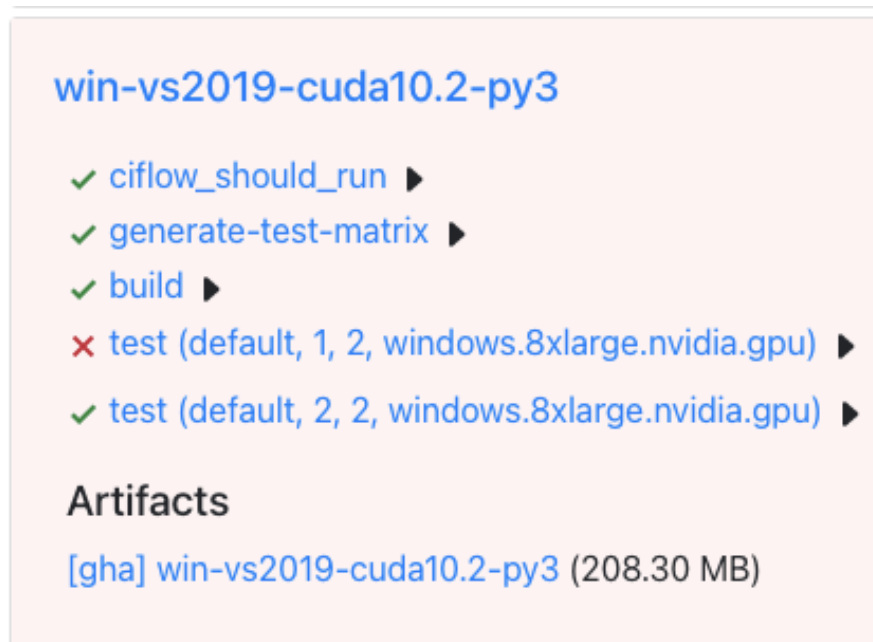 win-vs2019-cuda10.2-py3
ciflow_should_run
generate-test-matrix
build
test (default, 1, 2, windows.8xlarge.nvidia.gpu)
test (default, 2, 2, windows.8xlarge.nvidia.gpu)
Artifacts
[gha] win-vs2019-cuda10.2-py3 (208.30 MB)